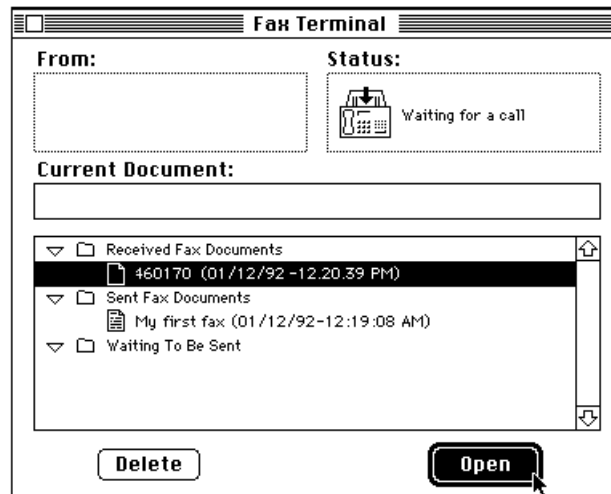 Fax Terminal
From:
Status:
Waiting for a call
Current Document:
Received Fax Documents
460170 (01/12/92 -12.20.39 PM)
Sent Fax Documents
My first fax (01/12/92-12:19:08 AM)
Waiting To Be Sent
Delete
Open